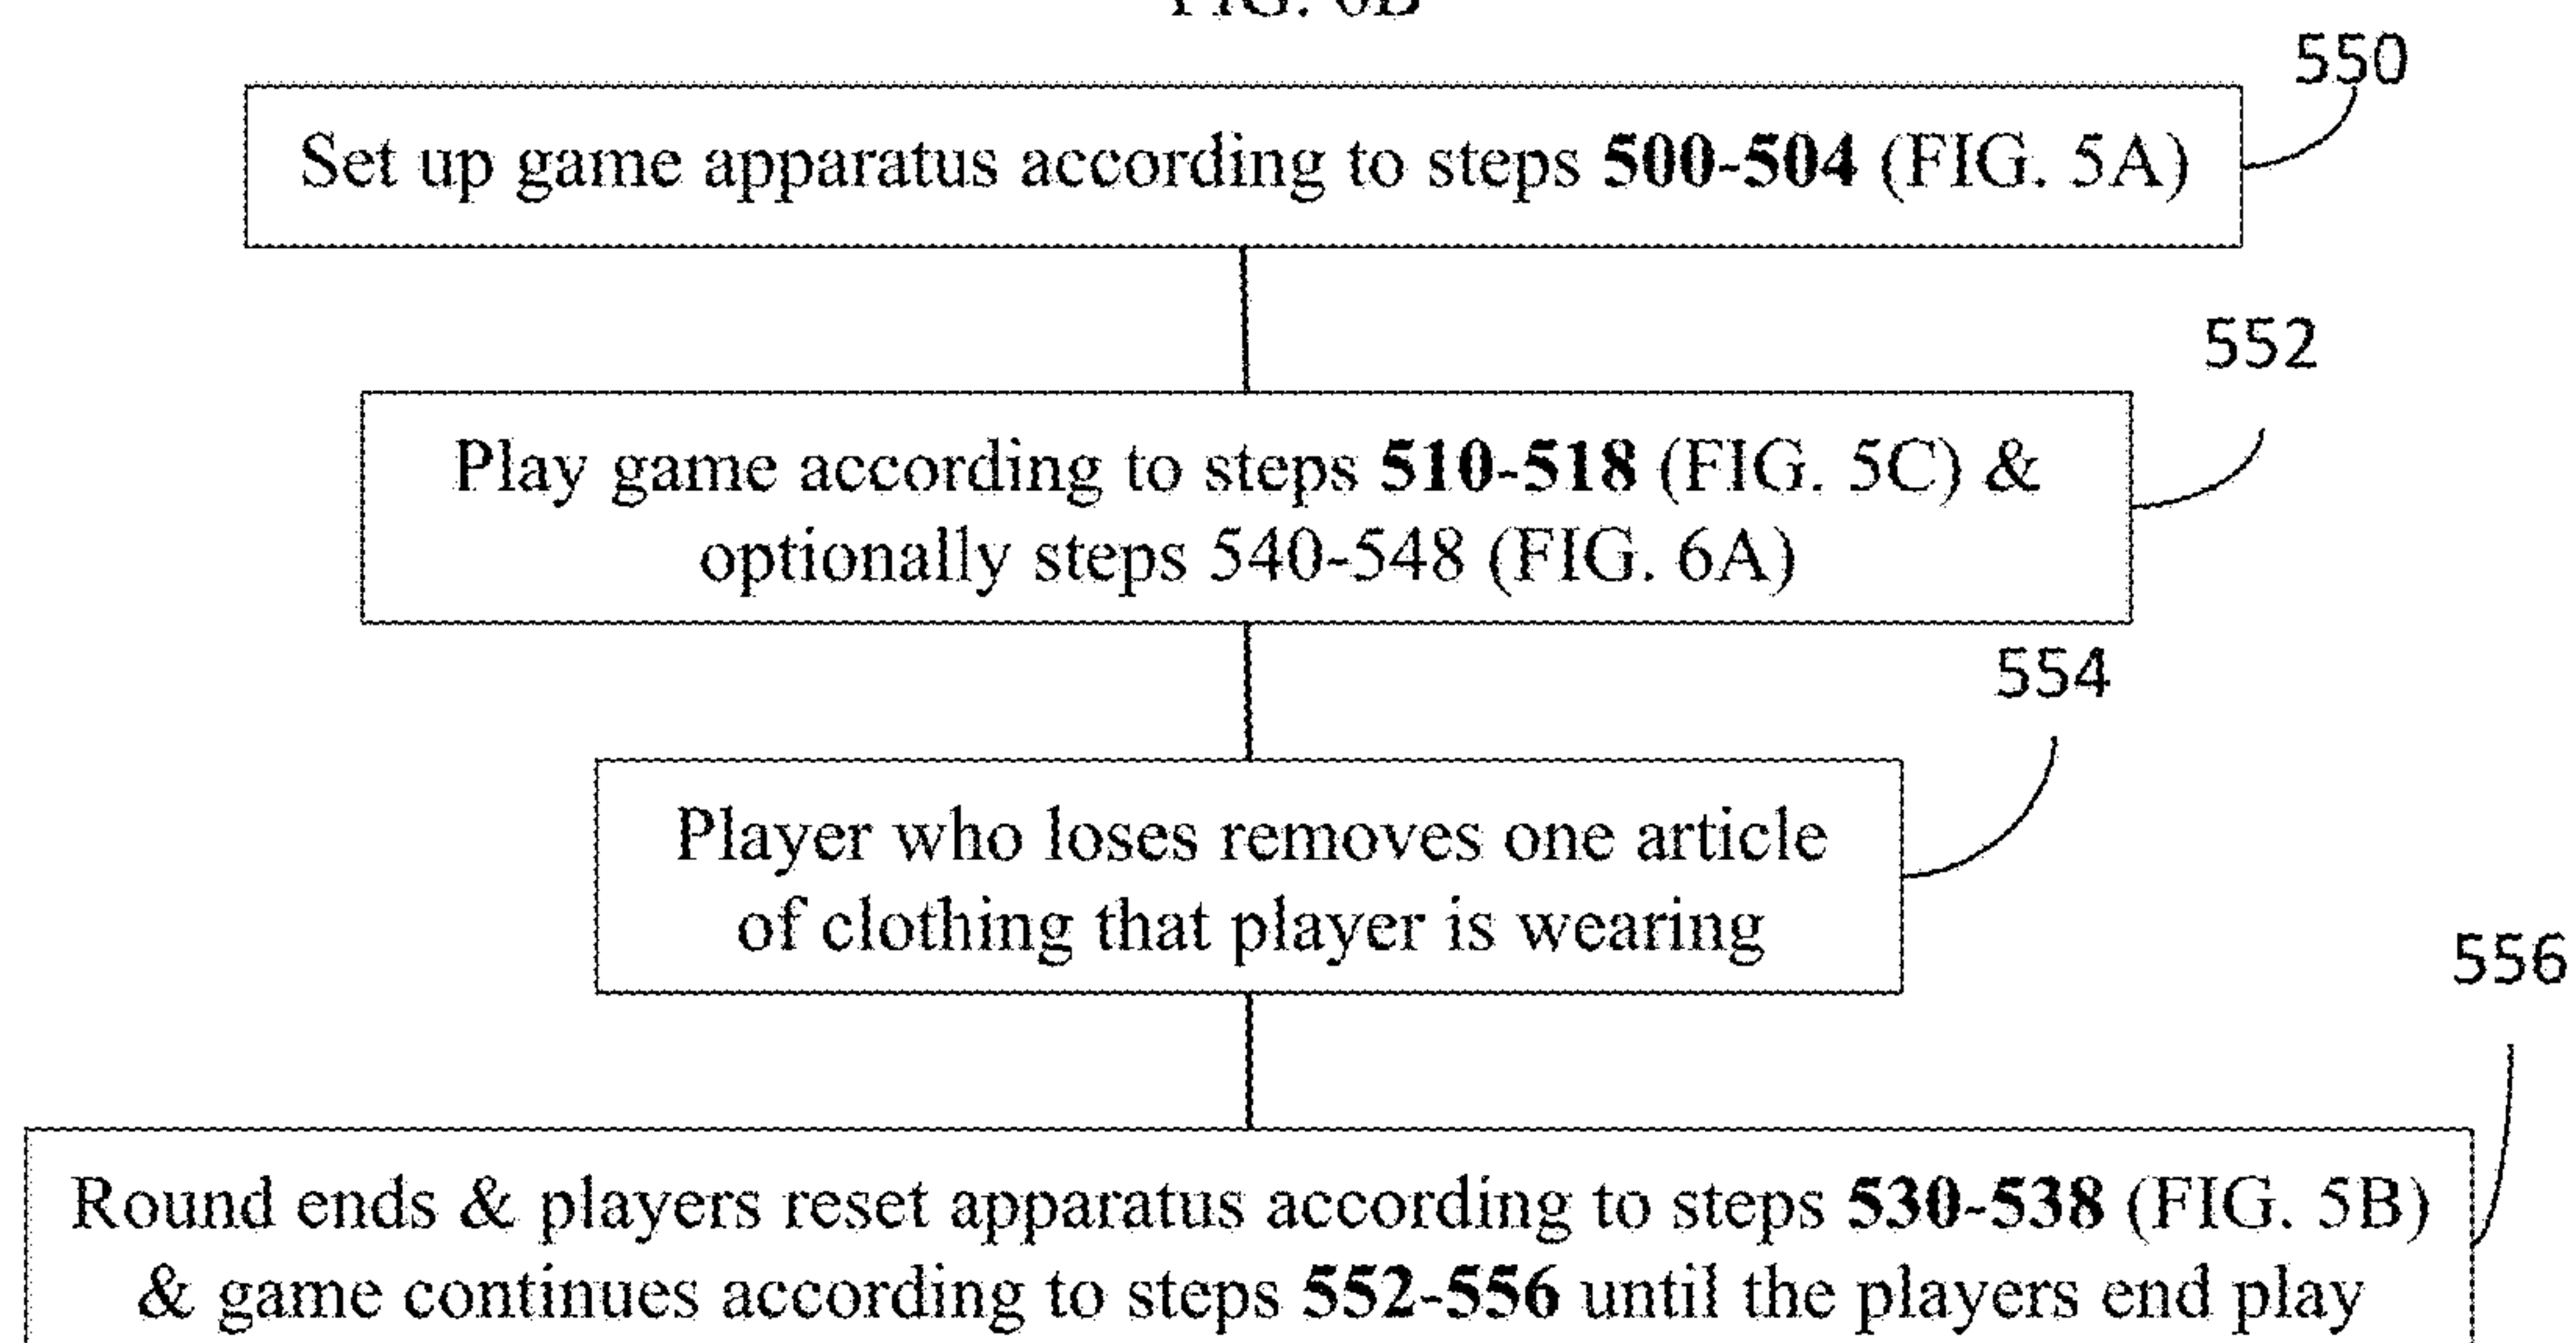 FIG. 6B
550
Set up game apparatus according to steps 500-504 (FIG. 5A)
552
Play game according to steps 510-518 (FIG. 5C) &
optionally steps 540-548 (FIG. 6A)
554
Player who loses removes one article
of clothing that player is wearing
556
Round ends & players reset apparatus according to steps 530-538 (FIG. 5B)
& game continues according to steps 552-556 until the players end play